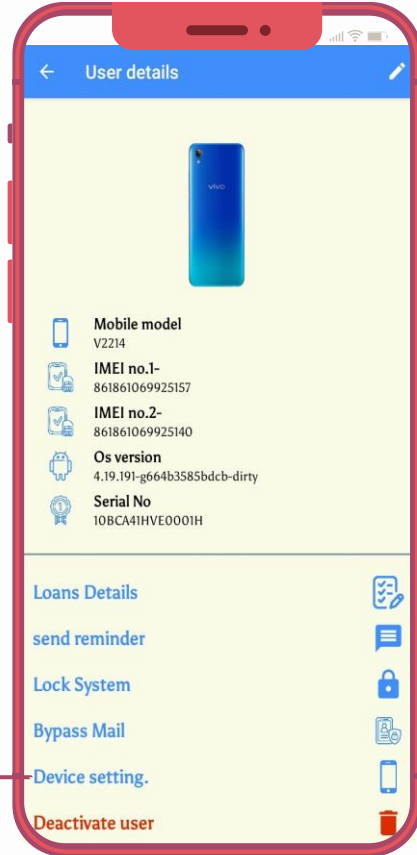 User details
vivo
Mobile model
V2214
IMEI no.1-
861861069925157
IMEI no.2-
861861069925140
Os version
4.19.191-g664b3585bdcb-dirty
Serial No
10BCA41HVE0001H
Loans Details
send reminder
Lock System
Bypass Mail
Device setting.
Deactivate user